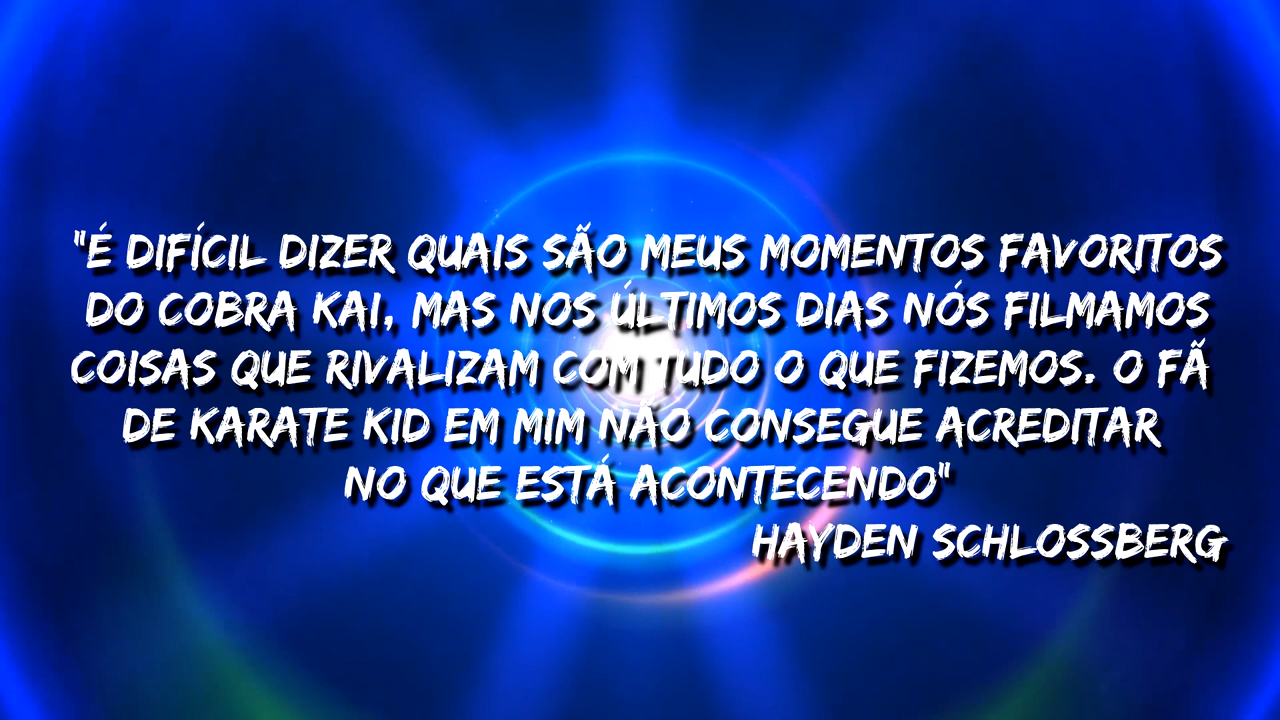 "É DIFÍCIL DIZER QUAIS SÃO MEUS MOMENTOS FAVORITOS
DO COBRA KAI, MAS NOS ÚLTIMOS DIAS NÓS FILMAMOS
COISAS QUE RIVALIZAM COM TUDO O QUE FIZEMOS. O FÃ
DE KARATE KID EM MIM NÃO CONSEGUE ACREDITAR
NO QUE ESTÁ ACONTECENDO"
HAYDEN SCHLOSSBERG